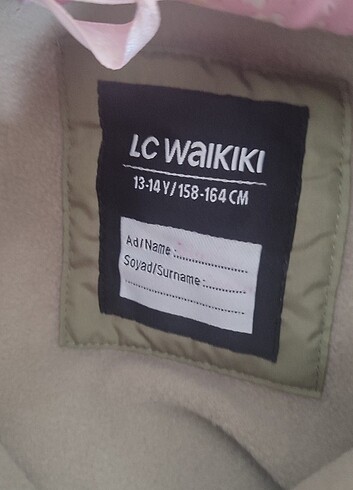 LC WAIKIKI
13-14 Y / 158-164 CM
Ad/Name :........................
Soyad/Surname :.............
........................................